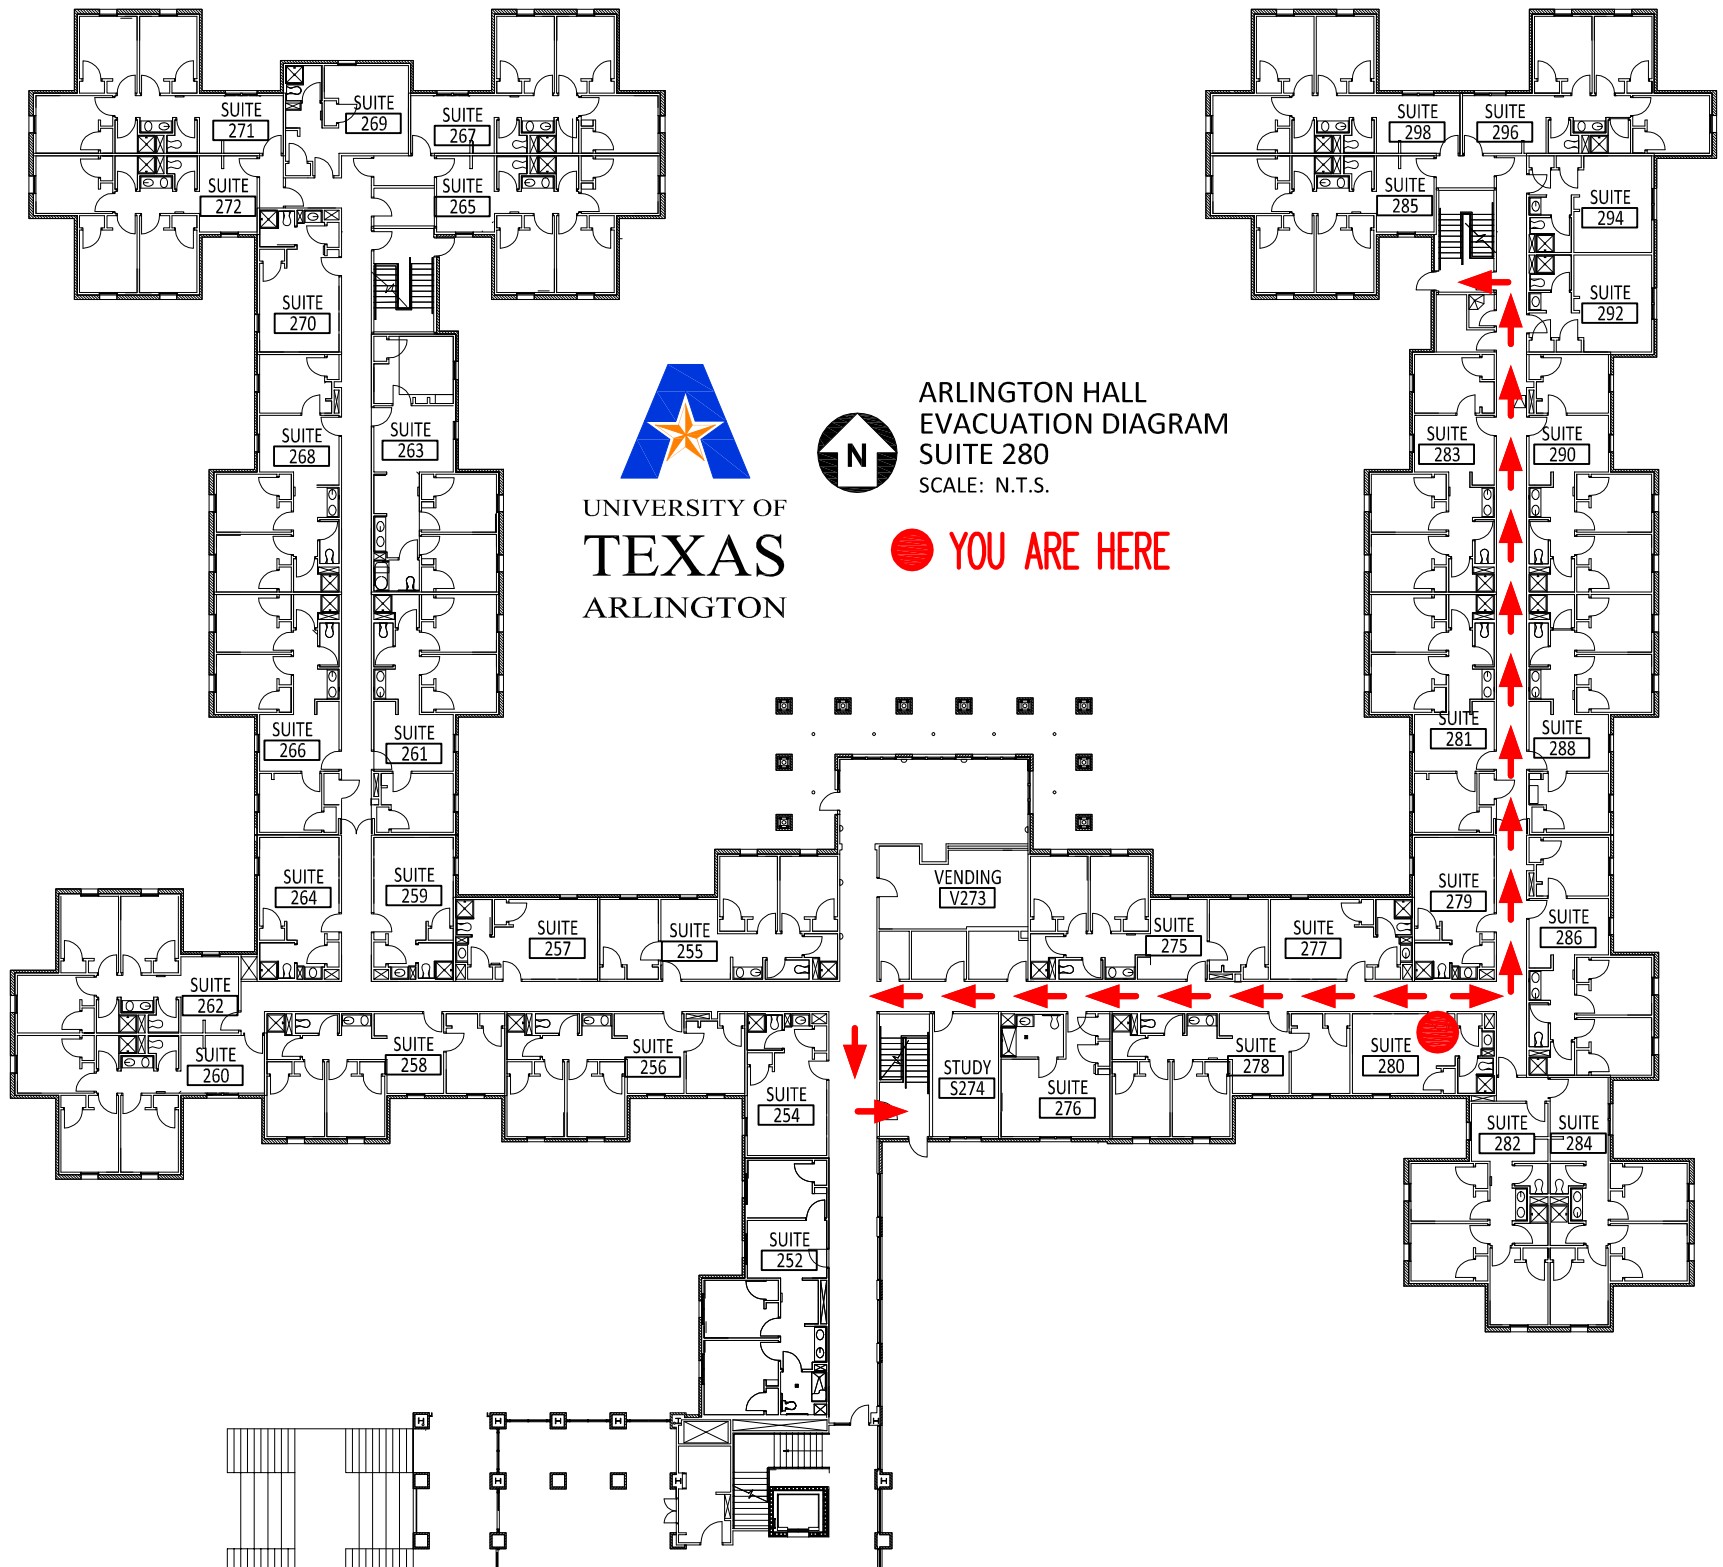 SUITE
271
SUITE
269
SUITE
267
SUITE
272
SUITE
265
SUITE
298
SUITE
296
SUITE
285
SUITE
294
SUITE
270
SUITE
292
SUITE
268
SUITE
263
ARLINGTON HALL
EVACUATION DIAGRAM
SUITE 280
SCALE: N.T.S.
N
UNIVERSITY OF
TEXAS
ARLINGTON
YOU ARE HERE
SUITE
283
SUITE
290
SUITE
266
SUITE
261
SUITE
281
SUITE
288
SUITE
264
SUITE
259
VENDING
V273
SUITE
279
SUITE
257
SUITE
255
SUITE
275
SUITE
277
SUITE
286
SUITE
262
SUITE
260
SUITE
258
SUITE
256
SUITE
254
STUDY
S274
SUITE
276
SUITE
278
SUITE
280
SUITE
282
SUITE
284
SUITE
252
H
H
H
H
H
H
H
H
H